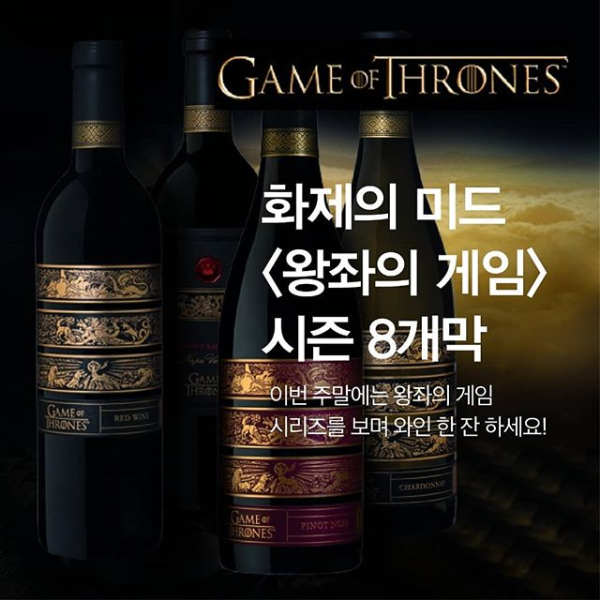 GAME OF THRONES
화제의 미드
<왕좌의 게임>
시즌 8개막
이번 주말에는 왕좌의 게임
시리즈를 보며 와인 한 잔 하세요!
GAME OF
THRONES
RED WINE
GAME
THRO
GAME OF
THRONES
PINOT NOIR
CHARDONNAY